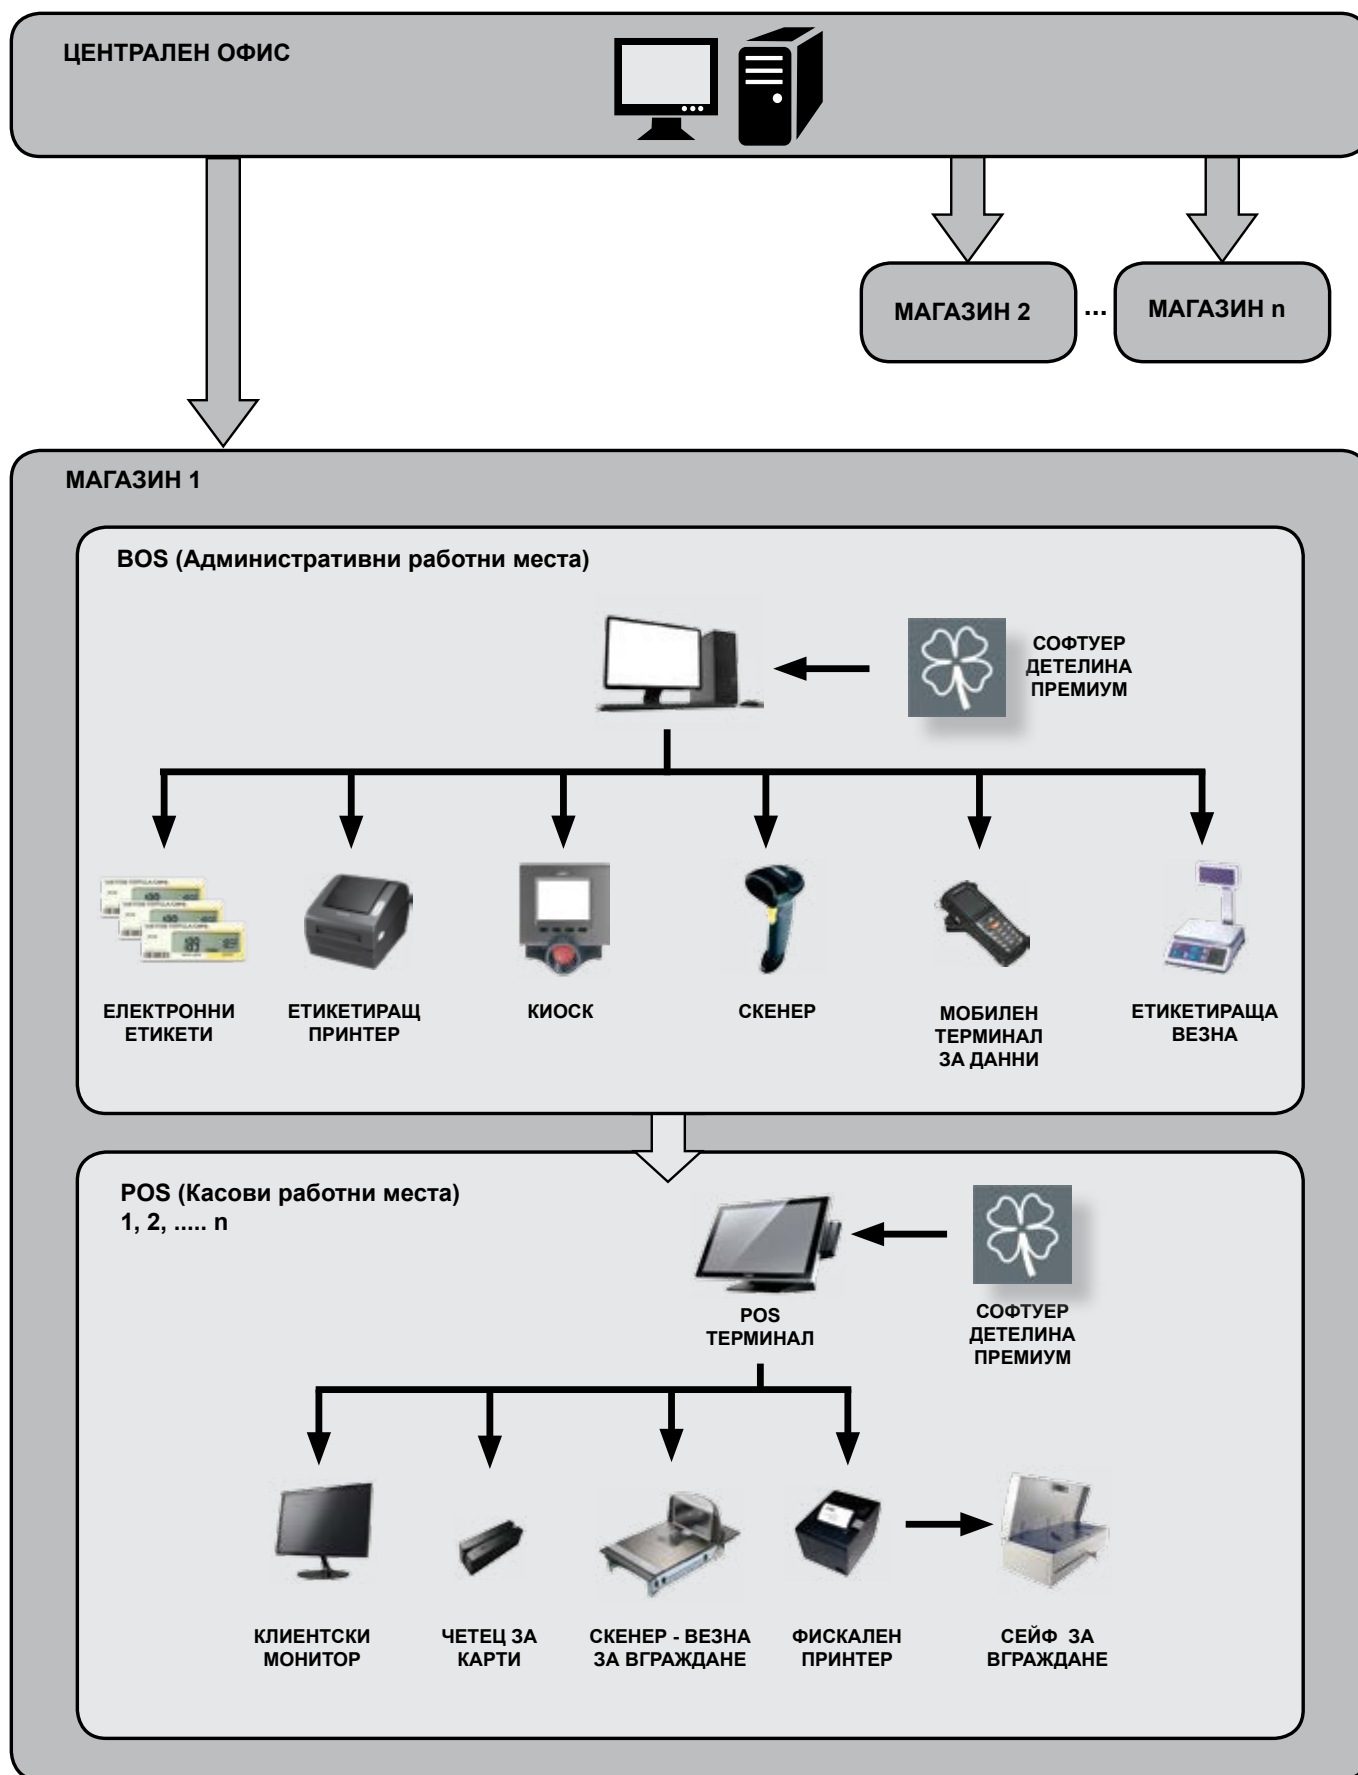 ЦЕНТРАЛЕН ОФИС
МАГАЗИН 2
...
МАГАЗИН n
МАГАЗИН 1
BOS (Административни работни места)
СОФТУЕР
ДЕТЕЛИНА
ПРЕМИУМ
ЕЛЕКТРОННИ
ЕТИКЕТИ
ЕТИКЕТИРАЩ
ПРИНТЕР
КИОСК
СКЕНЕР
МОБИЛЕН
ТЕРМИНАЛ
ЗА ДАННИ
ЕТИКЕТИРАЩА
ВЕЗНА
POS (Касови работни места)
1, 2, ..... n
POS
ТЕРМИНАЛ
СОФТУЕР
ДЕТЕЛИНА
ПРЕМИУМ
КЛИЕНТСКИ
МОНИТОР
ЧЕТЕЦ ЗА
КАРТИ
СКЕНЕР - ВЕЗНА
ЗА ВГРАЖДАНЕ
ФИСКАЛЕН
ПРИНТЕР
СЕЙФ ЗА
ВГРАЖДАНЕ